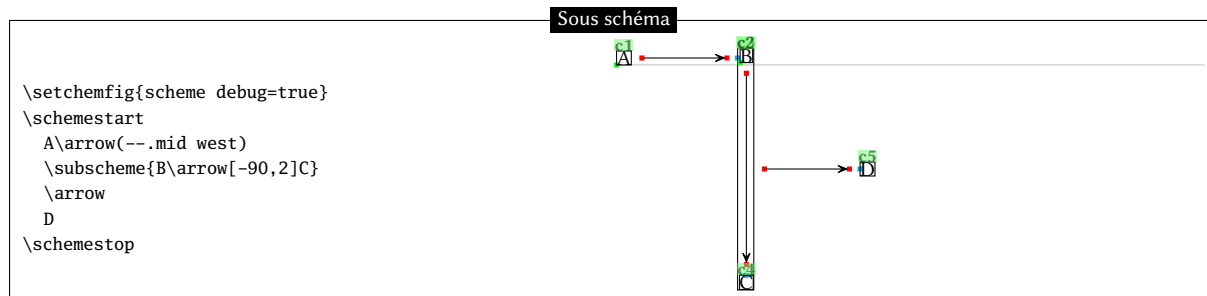 Sous schéma
\setchemfig{scheme debug=true}
\schemestart
A\arrow(--.mid west)
\subscheme{B\arrow[-90,2]C}
\arrow
D
\schemestop
c1
A
c2
B
c5
D
c4
C